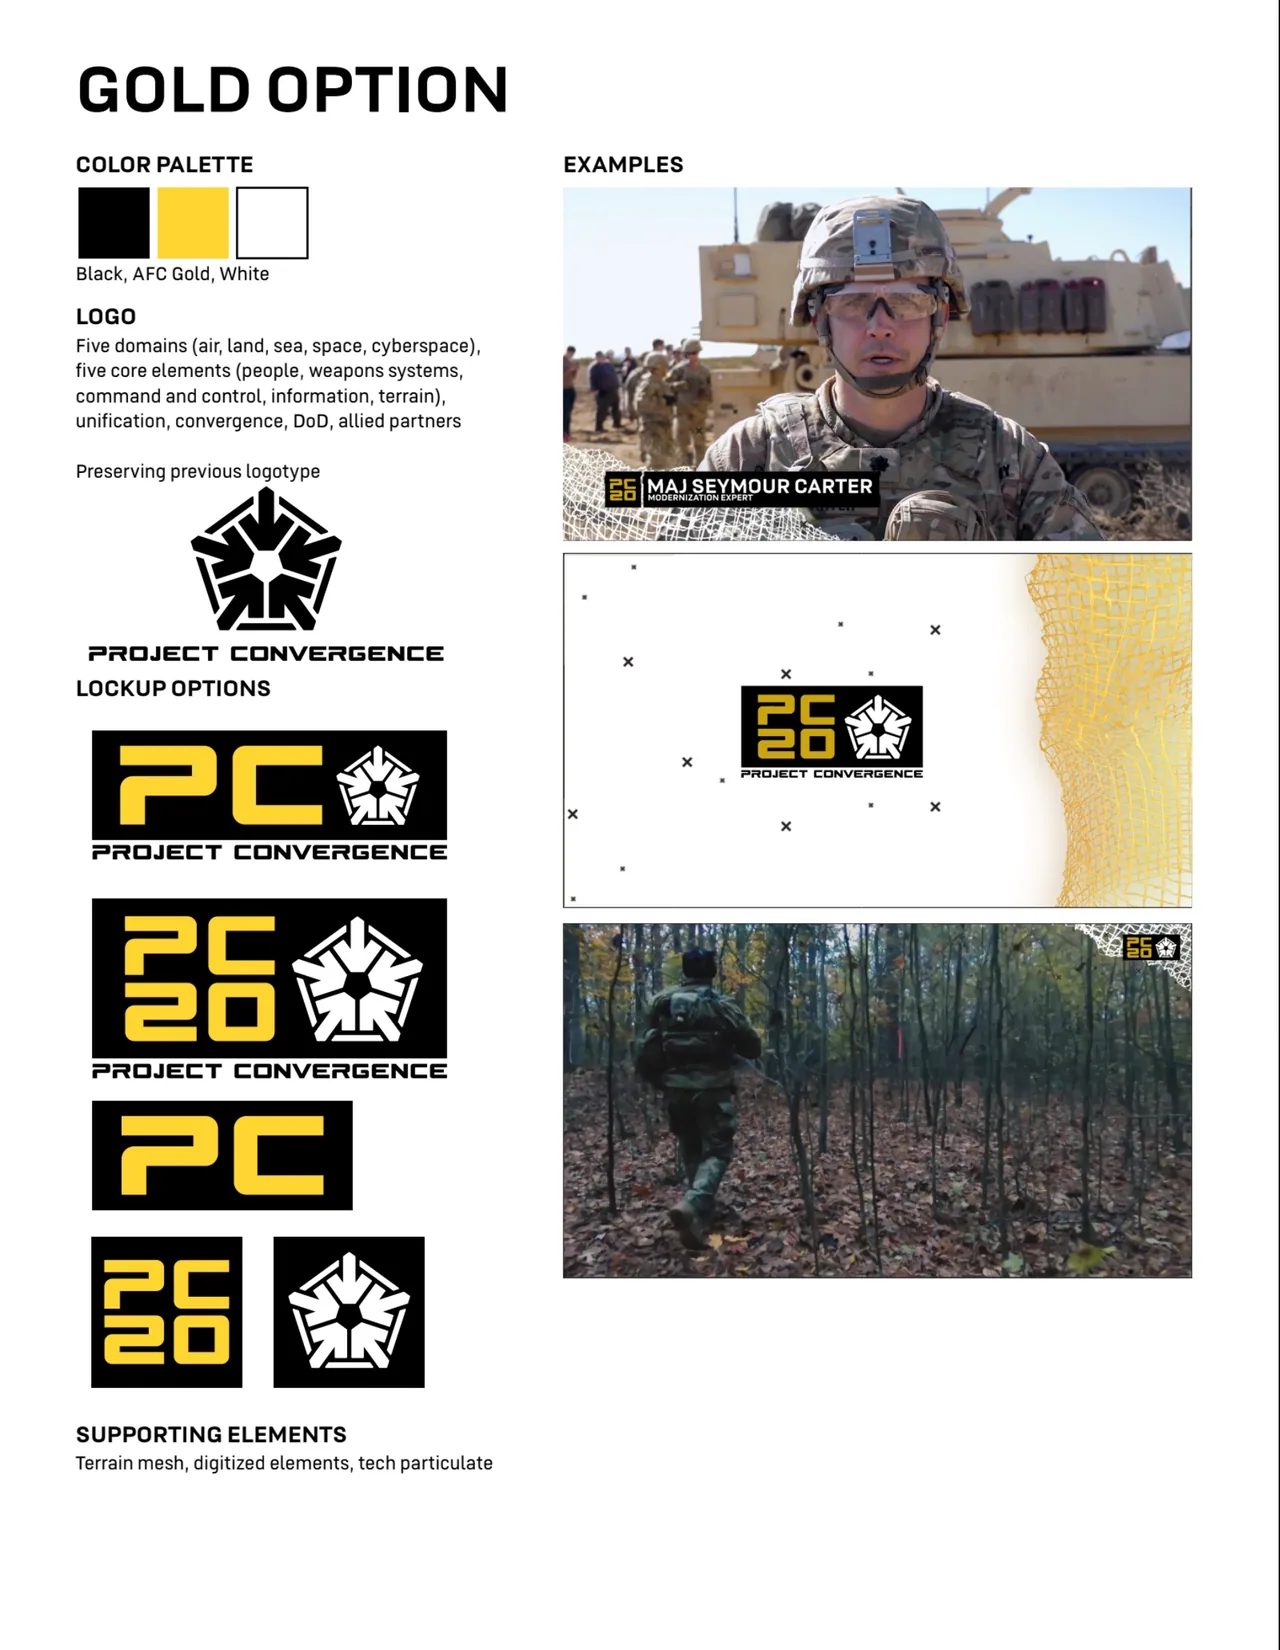 GOLD OPTION
COLOR PALETTE
Black, AFC Gold, White
LOGO
Five domains (air, land, sea, space, cyberspace),
five core elements (people, weapons systems,
command and control, information, terrain),
unification, convergence, DoD, allied partners
Preserving previous logotype
PROJECT CONVERGENCE
LOCKUP OPTIONS
PC
PROJECT CONVERGENCE
PC
20
PROJECT CONVERGENCE
PC
PC
20
SUPPORTING ELEMENTS
Terrain mesh, digitized elements, tech particulate
EXAMPLES
PC
20
MAJ SEYMOUR CARTER
MODERNIZATION EXPERT
PC
20
PROJECT CONVERGENCE
PC
20